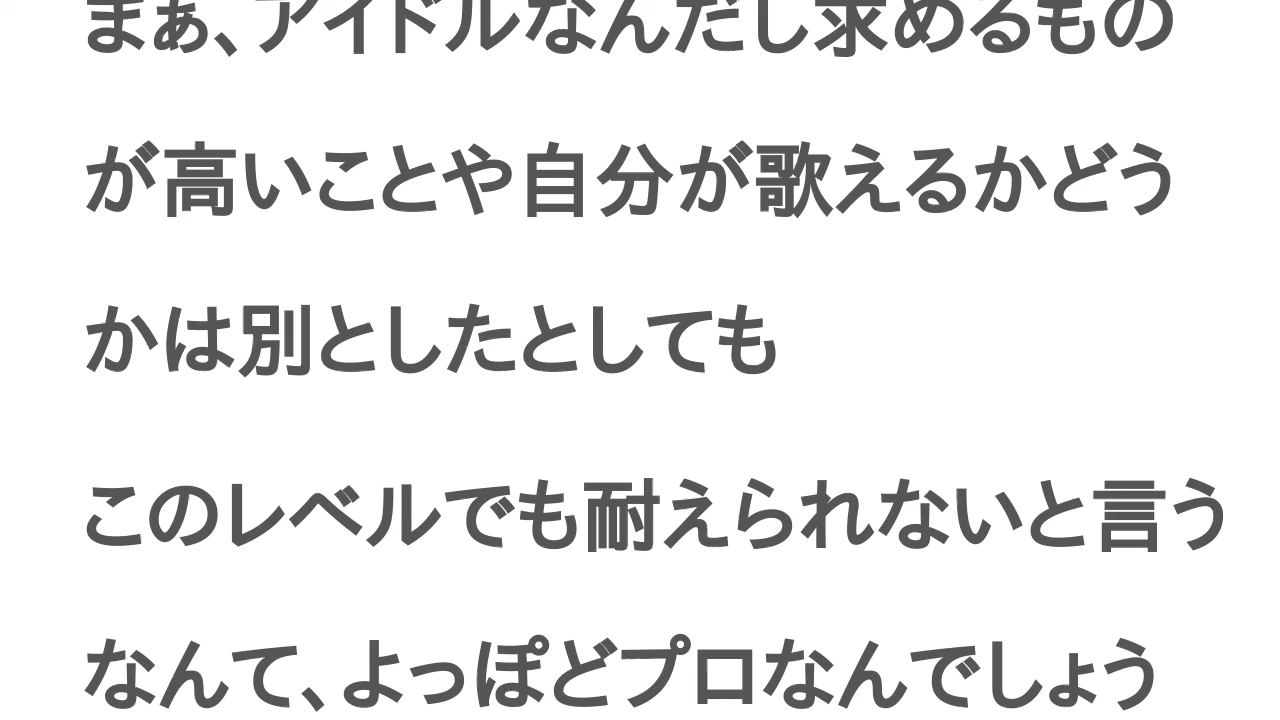 まぁ、アイドルなんだし求めるもの
が高いことや自分が歌えるかどう
かは別としたとしても
このレベルでも耐えられないと言う
なんて、よっぽどプロなんでしょう